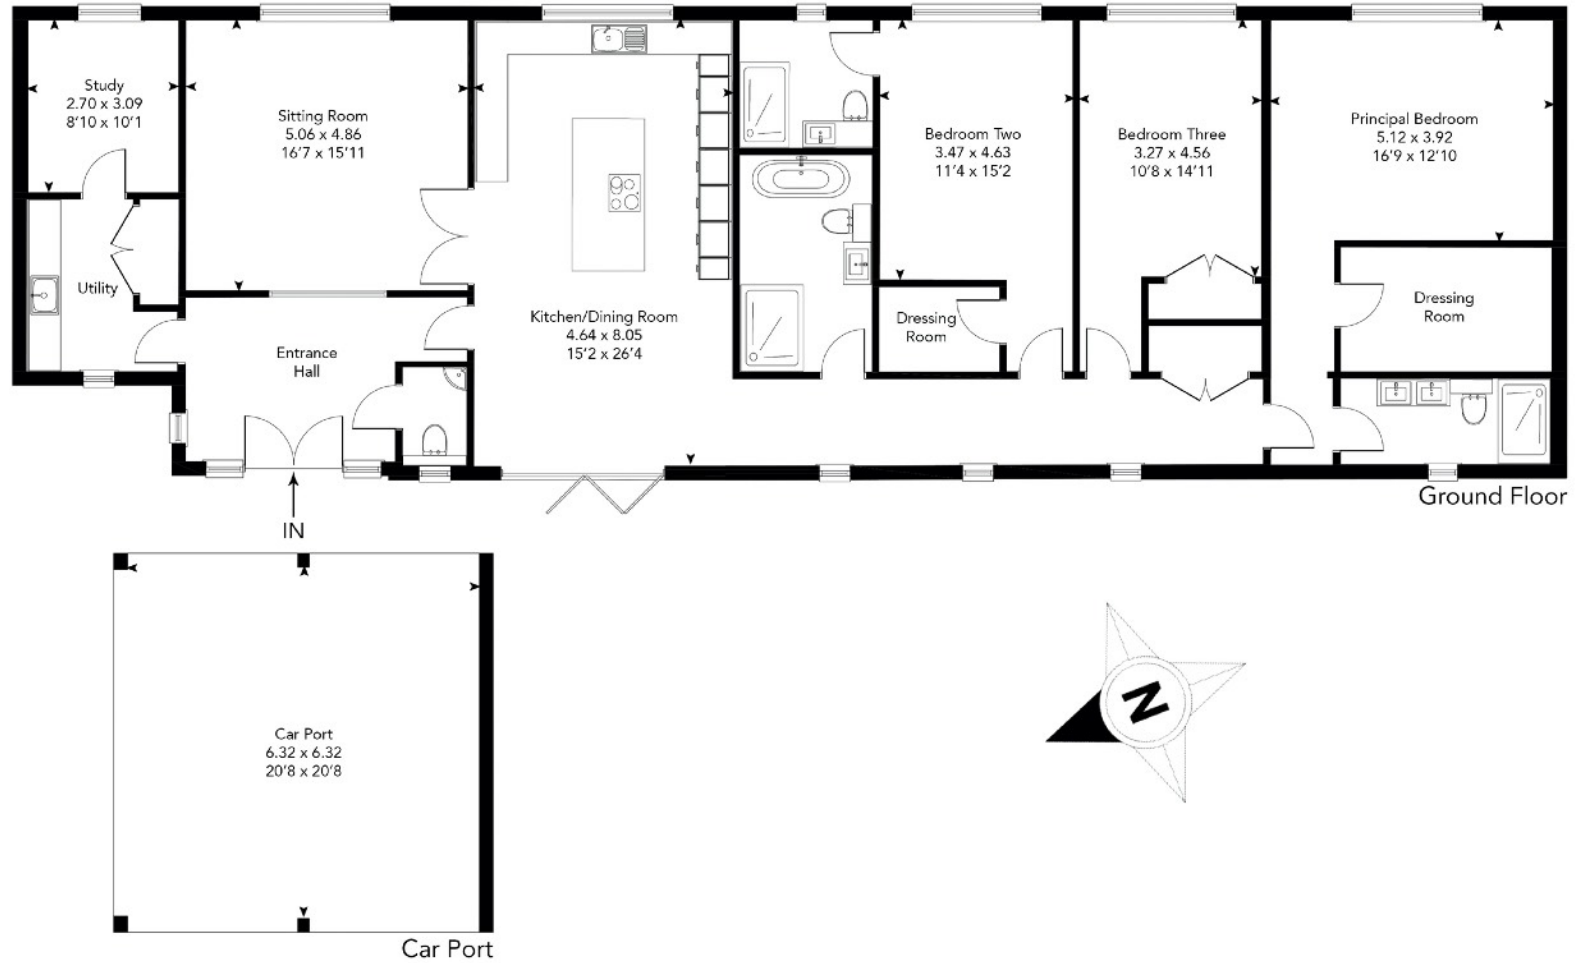 Study
2.70 x 3.09
8'10 x 10'1
Sitting Room
5.06 x 4.86
16'7 x 15'11
Bedroom Two
3.47 x 4.63
11'4 x 15'2
Bedroom Three
3.27 x 4.56
10'8 x 14'11
Principal Bedroom
5.12 x 3.92
16'9 x 12'10
Utility
Kitchen/Dining Room
4.64 x 8.05
15'2 x 26'4
Dressing
Room
Dressing
Room
Entrance
Hall
IN
Ground Floor
Car Port
6.32 x 6.32
20'8 x 20'8
N
Car Port